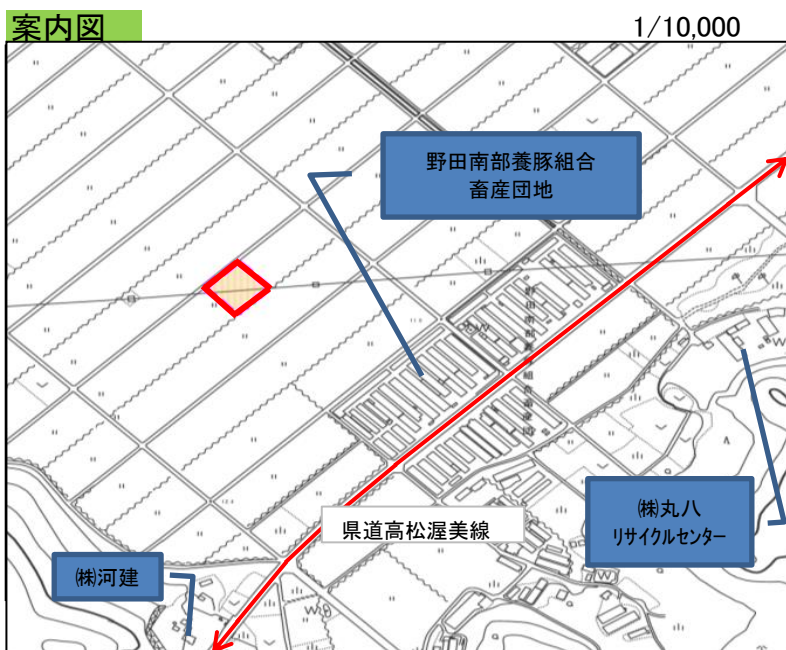 案内図
1/10,000
野田南部養豚組合
畜産団地
県道高松渥美線
㈱丸八
リサイクルセンター
㈱河建